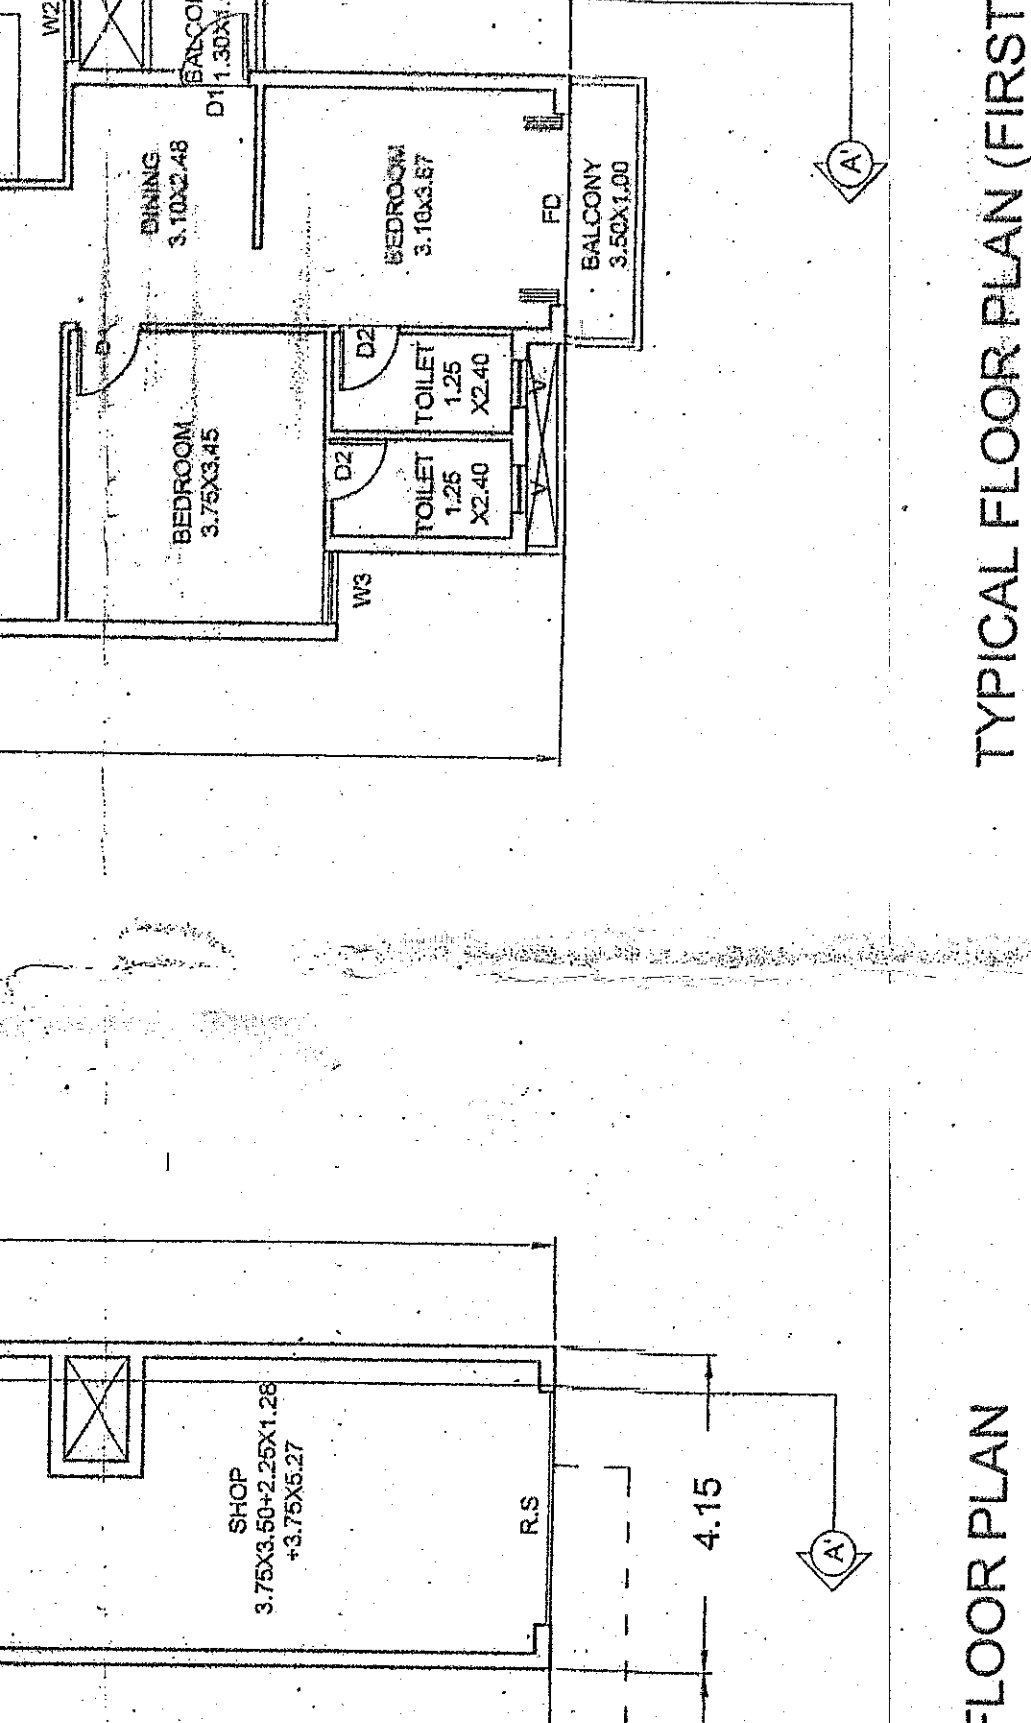 W2
BALCO
1.30X1.
D1
DINING
3.10X2.48
BEDROOM
3.10x3.67
FD
BALCONY
3.50X1.00
A'
D1
BEDROOM
3.75X3.45
D2
TOILET
1.25
X2.40
V
D2
TOILET
1.25
X2.40
V
W3
TYPICAL FLOOR PLAN (FIRST
SHOP
3.75X3.50+2.25X1.28
+3.75X5.27
R.S
4.15
A'
FLOOR PLAN